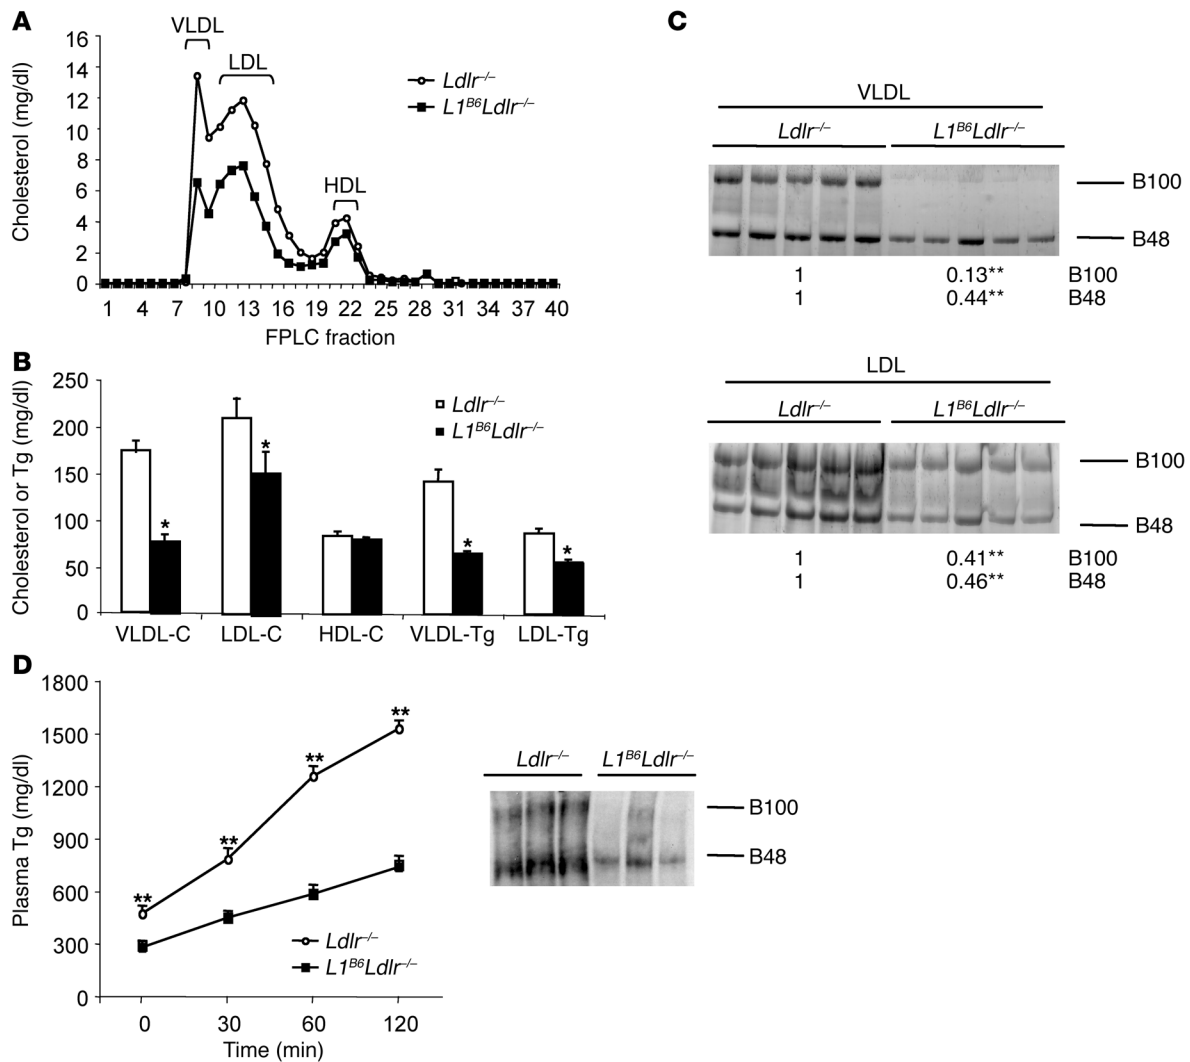 A
VLDL
LDL
HDL
Cholesterol (mg/dl)
16
14
12
10
8
6
4
2
0
1 4 7 10 13 16 19 22 25 28 31 34 37 40
FPLC fraction
Ldlr–/–
L1B6Ldlr–/–
B
Cholesterol or Tg (mg/dl)
250
200
150
100
50
0
Ldlr–/–
L1B6Ldlr–/–
* * * *
VLDL-C LDL-C HDL-C VLDL-Tg LDL-Tg
C
VLDL
Ldlr–/– L1B6Ldlr–/–
B100
B48
1 0.13** B100
1 0.44** B48
LDL
Ldlr–/– L1B6Ldlr–/–
B100
B48
1 0.41** B100
1 0.46** B48
D
Plasma Tg (mg/dl)
1800
1500
1200
900
600
300
0
** ** ** **
Ldlr–/–
L1B6Ldlr–/–
0 30 60 120
Time (min)
Ldlr–/– L1B6Ldlr–/–
B100
B48